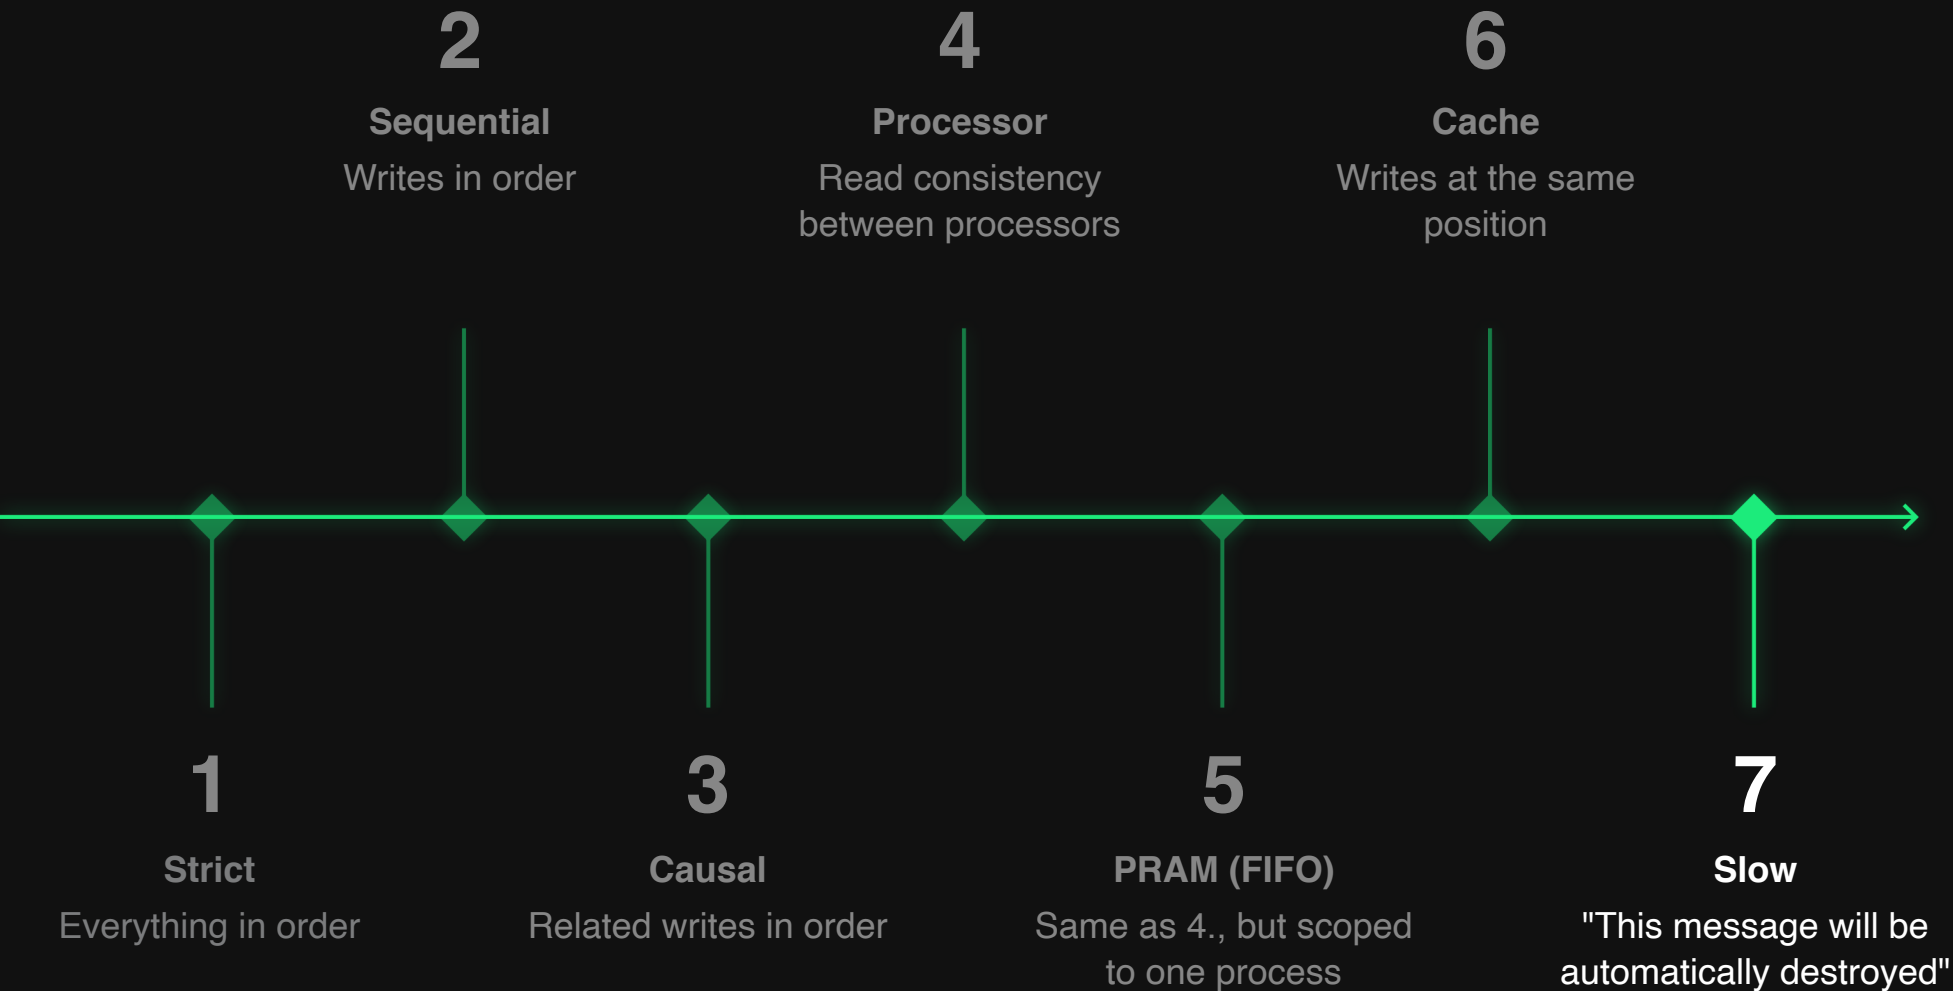 2
Sequential
Writes in order
4
Processor
Read consistency
between processors
6
Cache
Writes at the same
position
1
Strict
Everything in order
3
Causal
Related writes in order
5
PRAM (FIFO)
Same as 4., but scoped
to one process
7
Slow
"This message will be
automatically destroyed"